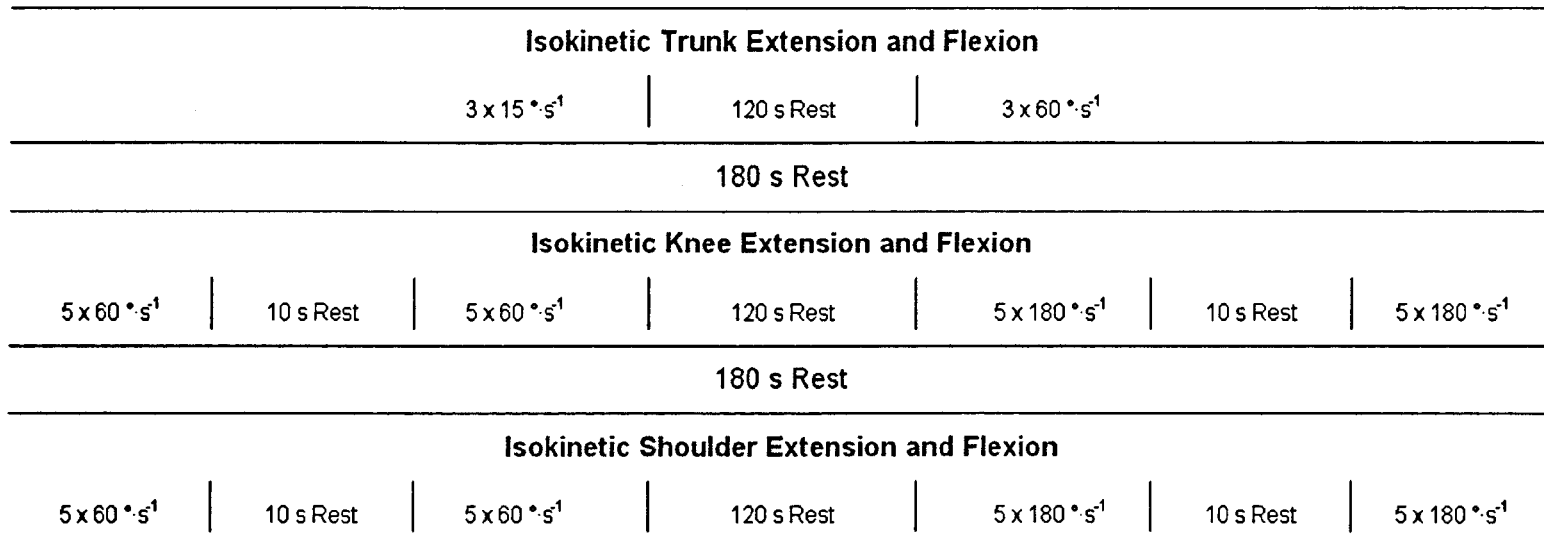 Isokinetic Trunk Extension and Flexion
3 x 15 °·s⁻¹ 120 s Rest 3 x 60 °·s⁻¹
180 s Rest
Isokinetic Knee Extension and Flexion
5 x 60 °·s⁻¹ 10 s Rest 5 x 60 °·s⁻¹ 120 s Rest 5 x 180 °·s⁻¹ 10 s Rest 5 x 180 °·s⁻¹
180 s Rest
Isokinetic Shoulder Extension and Flexion
5 x 60 °·s⁻¹ 10 s Rest 5 x 60 °·s⁻¹ 120 s Rest 5 x 180 °·s⁻¹ 10 s Rest 5 x 180 °·s⁻¹